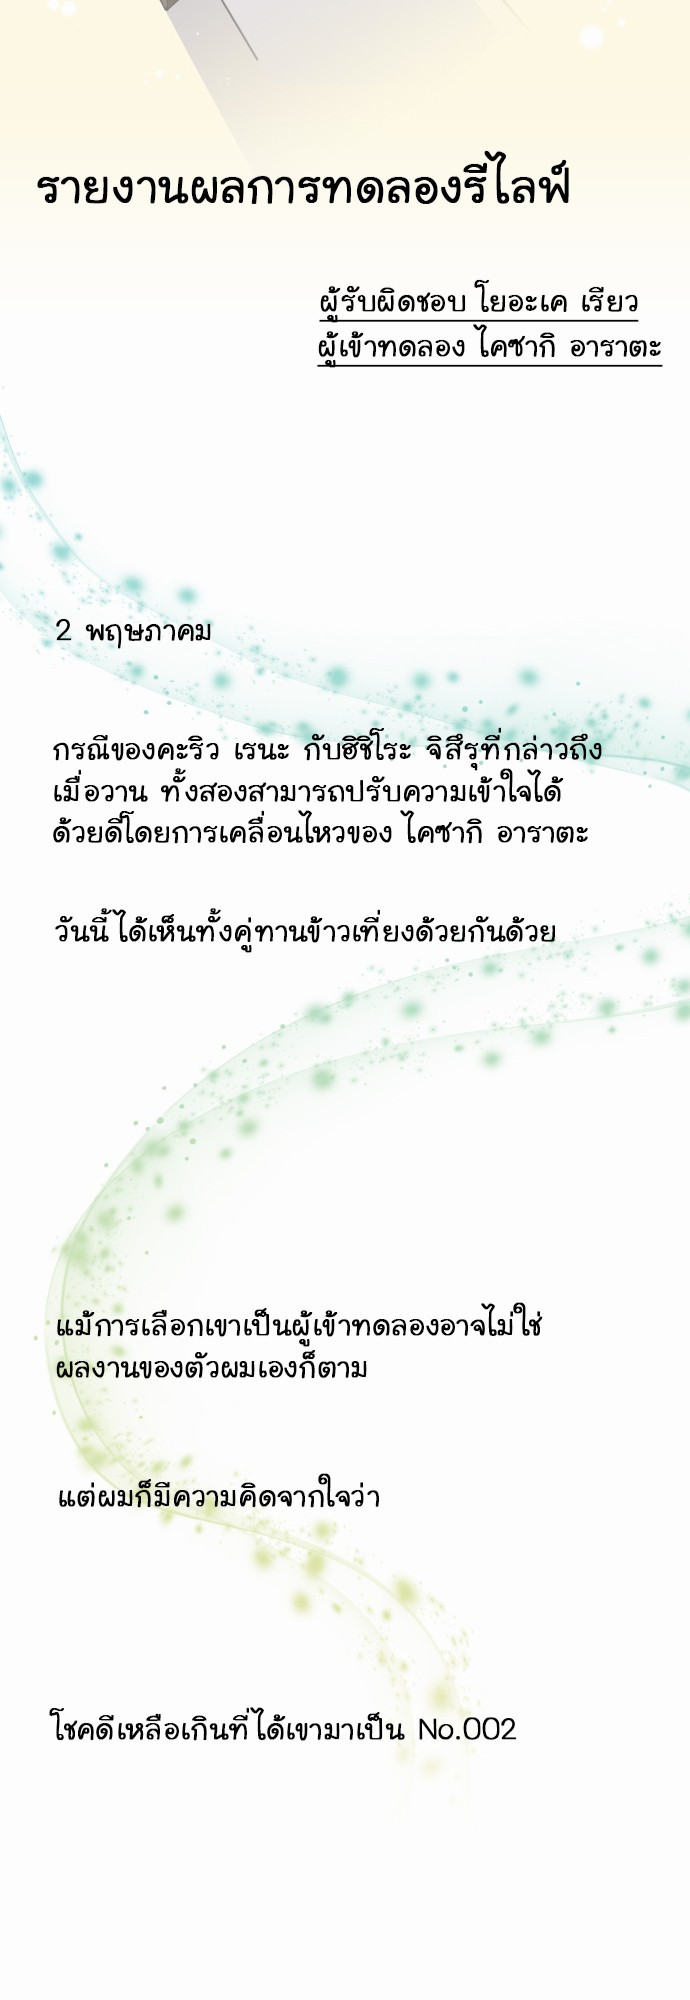 รายงานผลการทดลองรีไลฟ์
ผู้รับผิดชอบ โยอะเค เรียว
ผู้เข้าทดลอง ไคซากิ อาราตะ
2 พฤษภาคม
กรณีของคะริว เรนะ กับฮิชิโระ จิสึรุที่กล่าวถึง
เมื่อวาน ทั้งสองสามารถปรับความเข้าใจได้
ด้วยดีโดยการเคลื่อนไหวของ ไคซากิ อาราตะ
วันนี้ได้เห็นทั้งคู่ทานข้าวเที่ยงด้วยกันด้วย
แม้การเลือกเขาเป็นผู้เข้าทดลองอาจไม่ใช่
ผลงานของตัวผมเองก็ตาม
แต่ผมก็มีความคิดจากใจว่า
โชคดีเหลือเกินที่ได้เขามาเป็น No.002